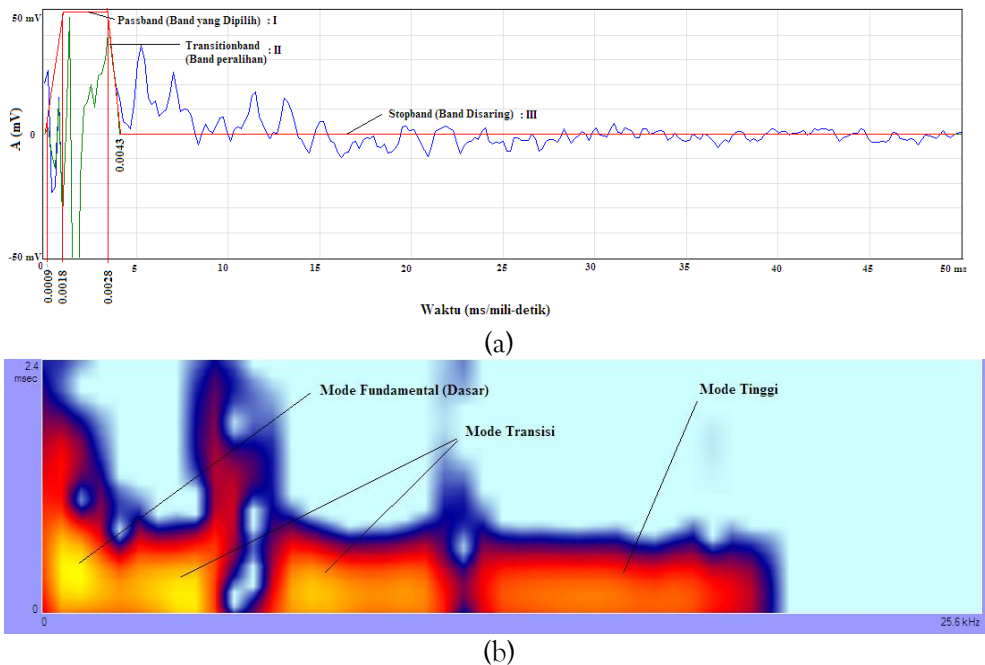 50 mV
Passband (Band yang Dipilih) : I
Transitionband : II
(Band peralihan)
A (mV)
Stopband (Band Disaring) : III
0
0.0043
-50 mV
0 5 10 15 20 25 30 35 40 45 50 ms
0.0009
0.0018
0.0028
Waktu (ms/mili-detik)
(a)
2.4
msec
Mode Fundamental (Dasar)
Mode Tinggi
Mode Transisi
0
0
25.6 kHz
(b)